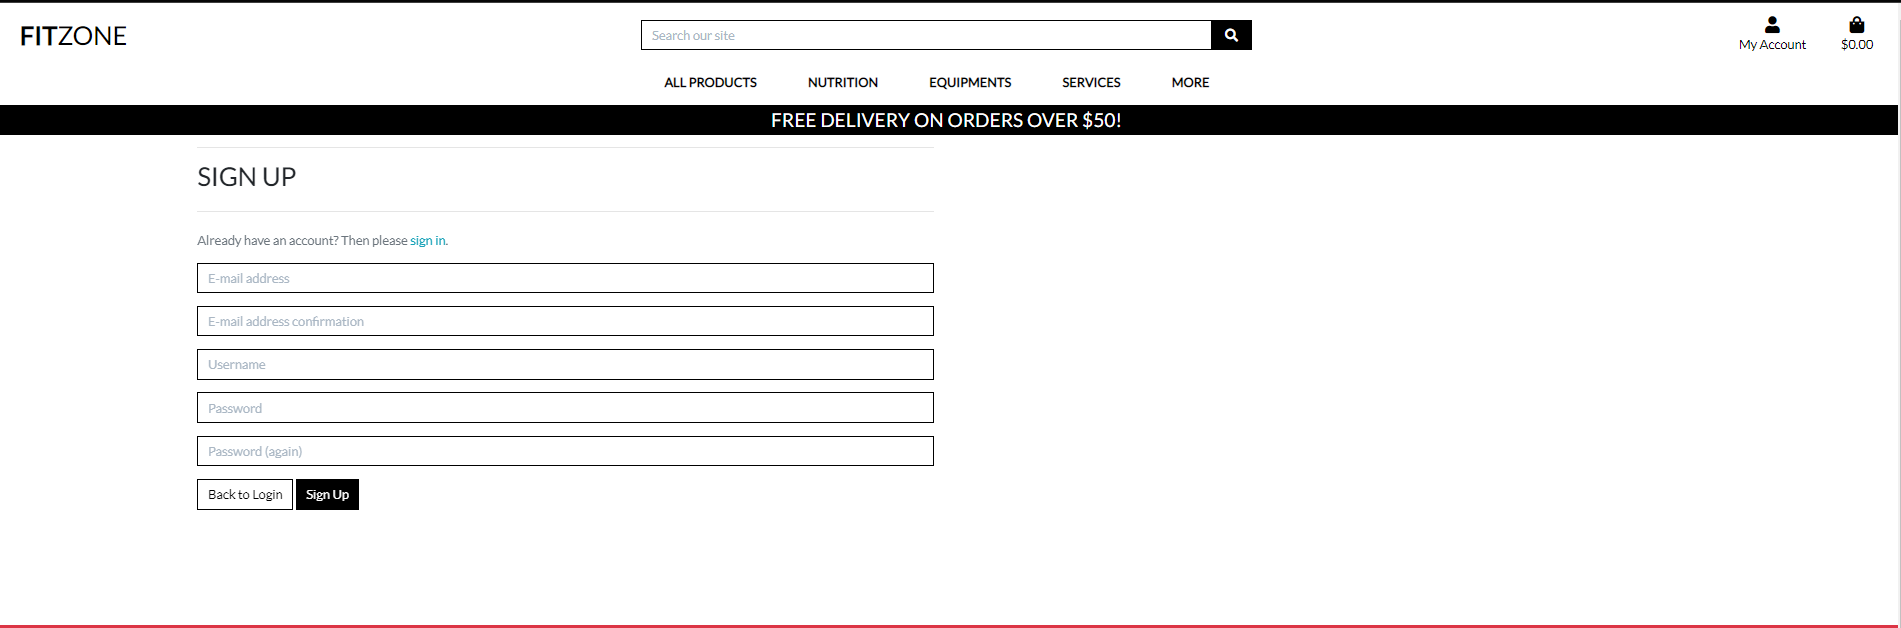 FITZONE
Search our site
My Account
$0.00
ALL PRODUCTS NUTRITION EQUIPMENTS SERVICES MORE
FREE DELIVERY ON ORDERS OVER $50!
SIGN UP
Already have an account? Then please sign in.
E-mail address
E-mail address confirmation
Username
Password
Password (again)
Back to Login Sign Up